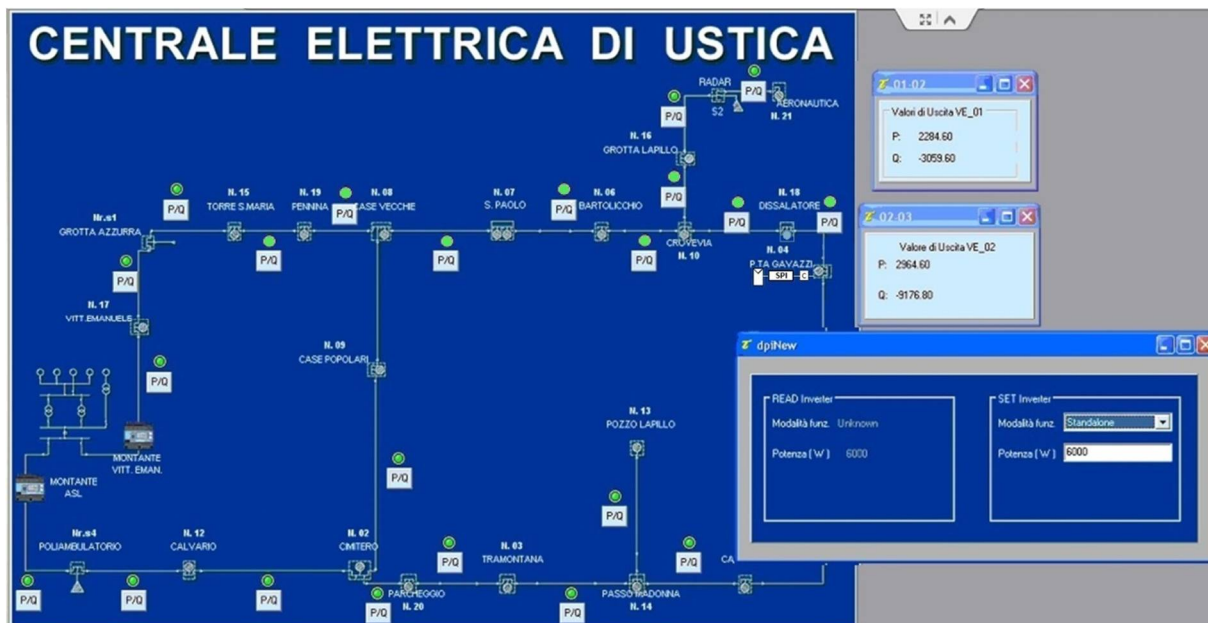 CENTRALE ELETTRICA DI USTICA
RADAR
P/Q
AERONAUTICA
S2
N. 21
P/Q
N. 16
GROTTA LAPILLO
N. 15
TORRE S.MARIA
N. 19
PENNINA
N. 08
CASE VECCHIE
N. 07
S. PAOLO
N. 06
BARTOLICCHIO
N. 18
DISSALATORE
P/Q
P/Q
P/Q
P/Q
P/Q
P/Q
Nr.s1
GROTTA AZZURRA
CRUVEVIA
N. 10
N. 04
P.TA GAVAZZI
P/Q
P/Q
P/Q
SPI
C
P/Q
N. 17
VITT.EMANUELE
N. 09
CASE POPOLARI
P/Q
N. 13
POZZO LAPILLO
MONTANTE
VITT. EMAN.
MONTANTE
ASL
P/Q
P/Q
Nr.s4
POLIAMBULATORIO
N. 12
CALVARIO
N. 02
CIMITERO
P/Q
N. 03
TRAMONTANA
P/Q
CA
P/Q
P/Q
P/Q
P/Q
PARCHEGGIO
N. 20
P/Q
PASSO MADONNA
N. 14
01-02
Valori di Uscita VE_01
P: 2284.60
Q: -3059.60
02-03
Valore di Uscita VE_02
P: 2964.60
Q: -9176.80
dpiNew
READ Inverter
Modalità funz. Unknown
Potenza ( W ) 6000
SET Inverter
Modalità funz. Standalone
Potenza ( W ) 6000